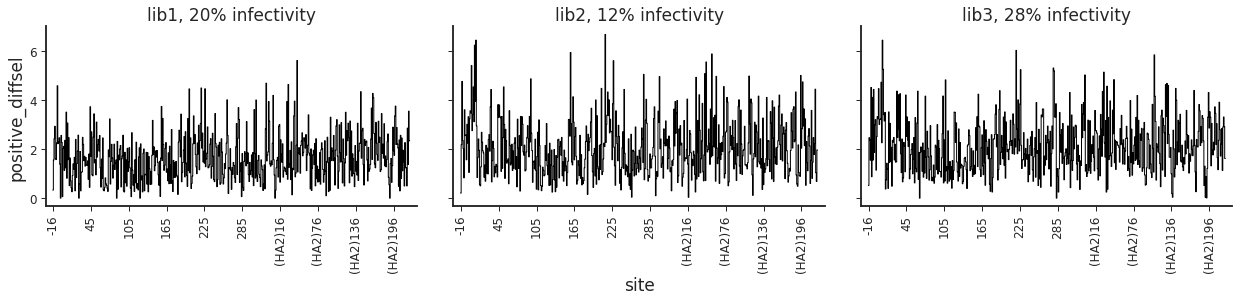 lib1, 20% infectivity
lib2, 12% infectivity
lib3, 28% infectivity
positive_diffsel
6
4
2
0
-16 45 105 165 225 285 (HA2)16 (HA2)76 (HA2)136 (HA2)196
-16 45 105 165 225 285 (HA2)16 (HA2)76 (HA2)136 (HA2)196
-16 45 105 165 225 285 (HA2)16 (HA2)76 (HA2)136 (HA2)196
site